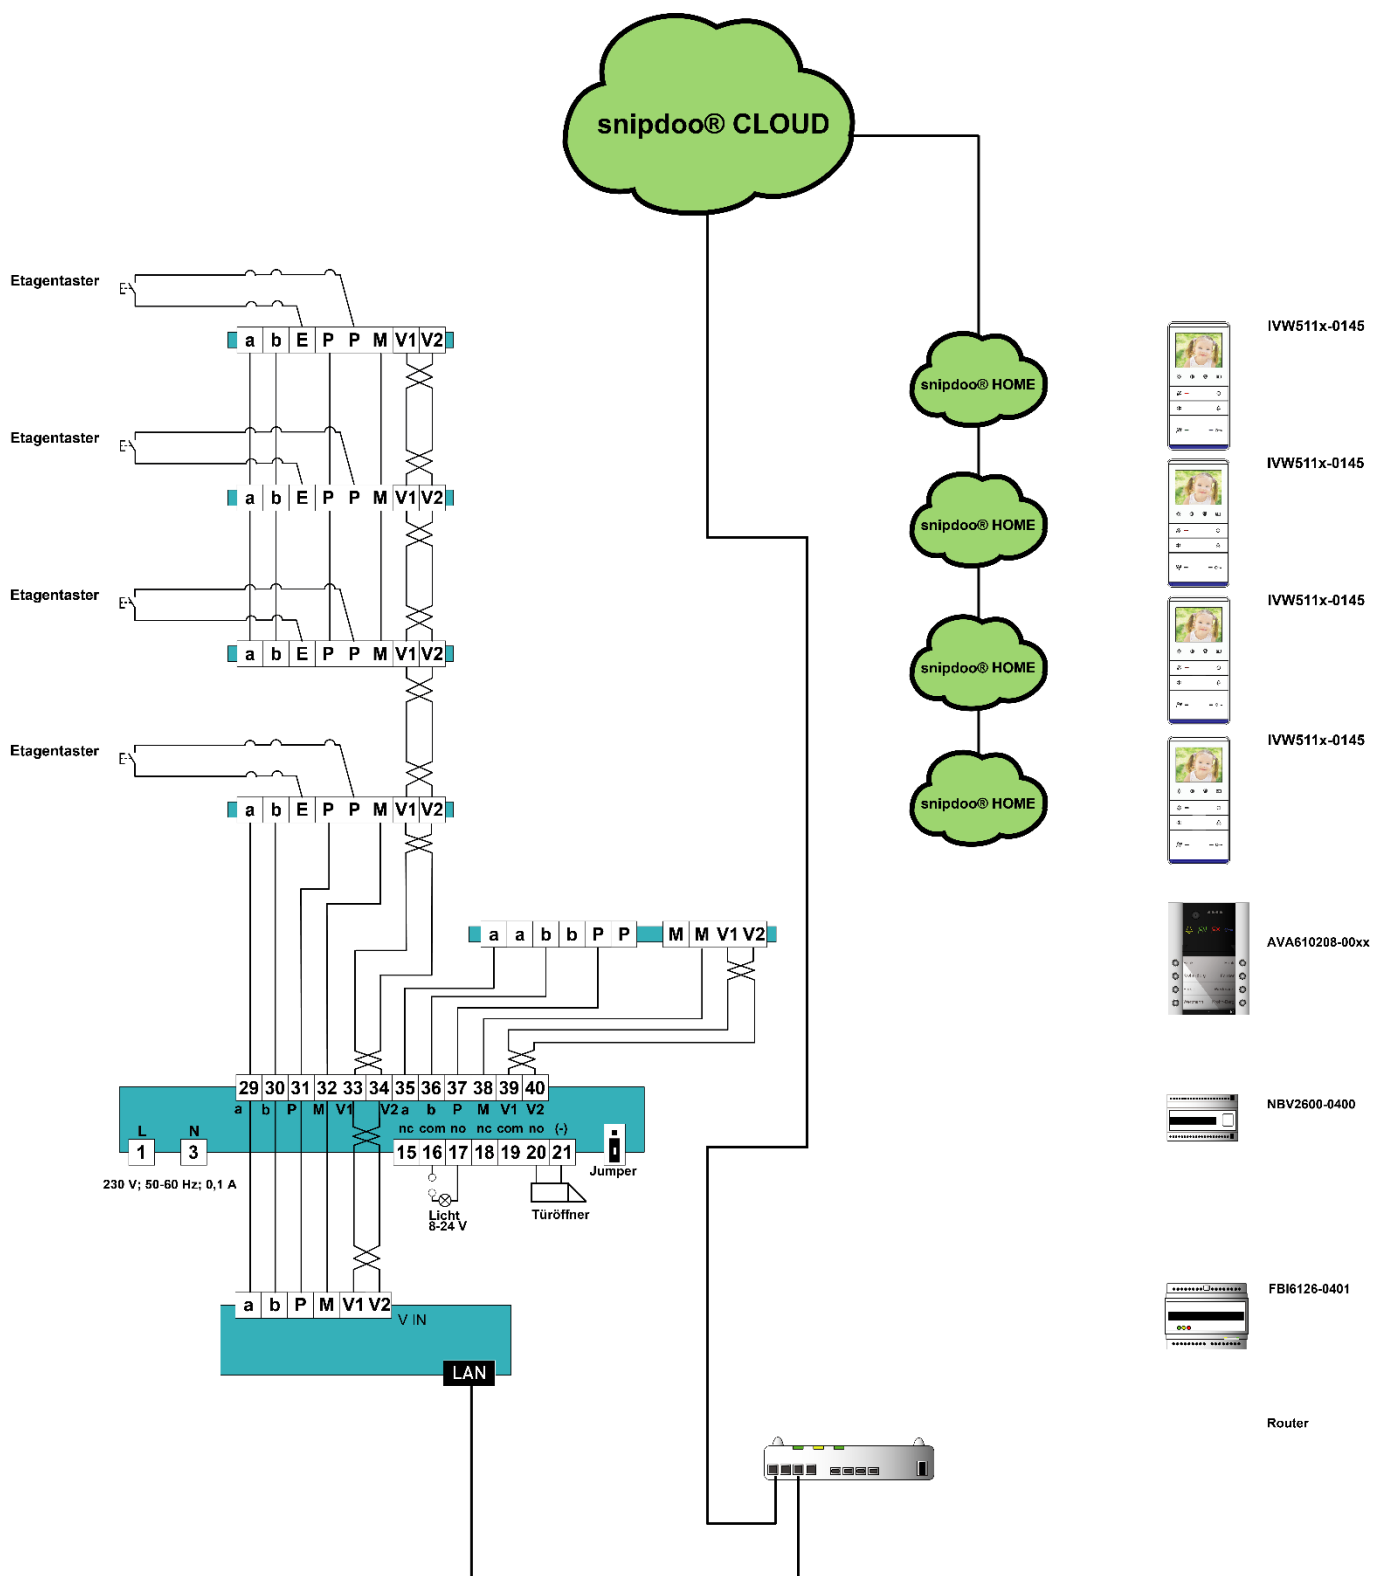 snipdoo® CLOUD
Etagentaster
a b E P P M V1 V2
IVW511x-0145
snipdoo® HOME
Etagentaster
a b E P P M V1 V2
IVW511x-0145
snipdoo® HOME
Etagentaster
a b E P P M V1 V2
IVW511x-0145
snipdoo® HOME
Etagentaster
a b E P P M V1 V2
IVW511x-0145
snipdoo® HOME
a a b b P P M M V1 V2
AVA610208-00xx
29 30 31 32 33 34 35 36 37 38 39 40
a b P M V1 V2 a b P M V1 V2
NBV2600-0400
L N nc com no nc com no (-)
1 3 15 16 17 18 19 20 21
Jumper
230 V; 50-60 Hz; 0,1 A
Licht
8-24 V
Türöffner
a b P M V1 V2
V IN
FBI6126-0401
LAN
Router